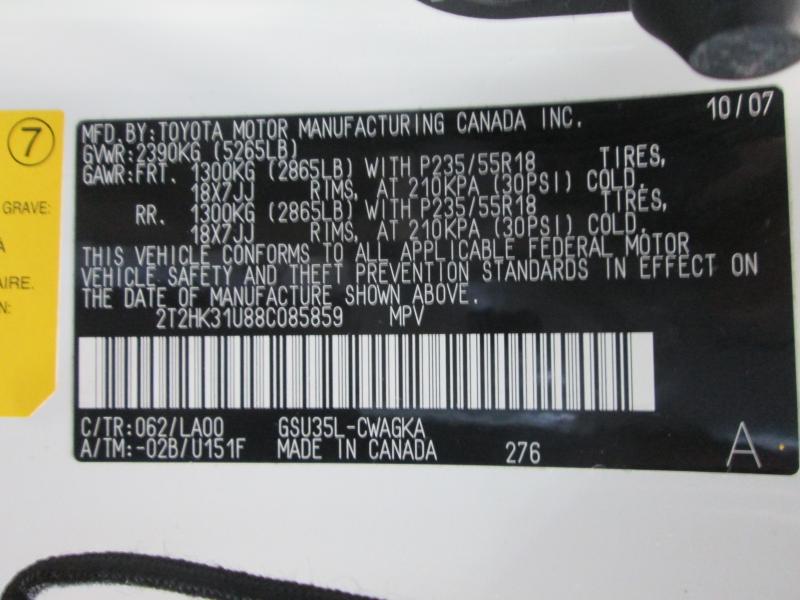 7
GRAVE:
À
AIRE.
N:
10/07
MFD.BY:TOYOTA MOTOR MANUFACTURING CANADA INC.
GVWR:2390KG (5265LB)
GAWR:FRT. 1300KG (2865LB) WITH P235/55R18 TIRES,
18X7JJ RIMS, AT 210KPA (30PSI) COLD.
RR. 1300KG (2865LB) WITH P235/55R18 TIRES,
18X7JJ RIMS, AT 210KPA (30PSI) COLD.
THIS VEHICLE CONFORMS TO ALL APPLICABLE FEDERAL MOTOR
VEHICLE SAFETY AND THEFT PREVENTION STANDARDS IN EFFECT ON
THE DATE OF MANUFACTURE SHOWN ABOVE.
2T2HK31U88C085859 MPV
C/TR:062/LA00 GSU35L-CWAGKA
A/TM:-02B/U151F MADE IN CANADA 276 A